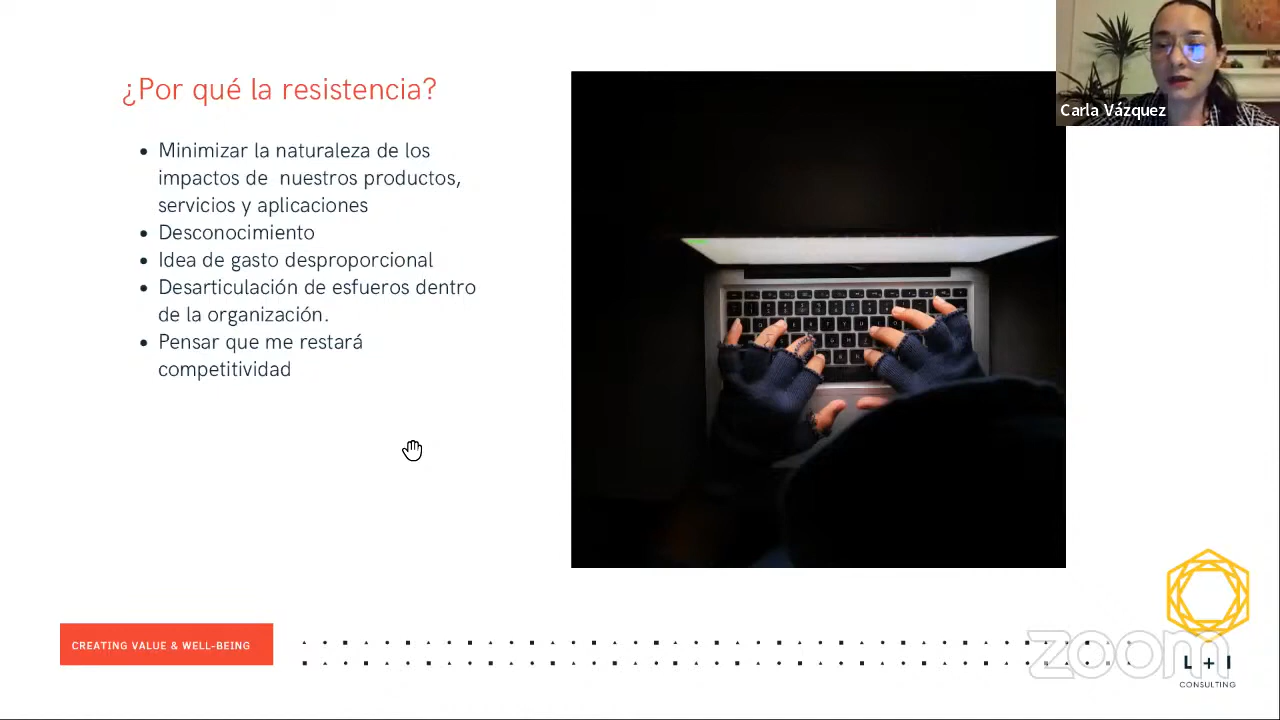 ¿Por qué la resistencia?
Carla Vázquez
• Minimizar la naturaleza de los
impactos de nuestros productos,
servicios y aplicaciones
• Desconocimiento
• Idea de gasto desproporcional
• Desarticulación de esfueros dentro
de la organización.
• Pensar que me restará
competitividad
CREATING VALUE & WELL-BEING
zoom
L + I
CONSULTING